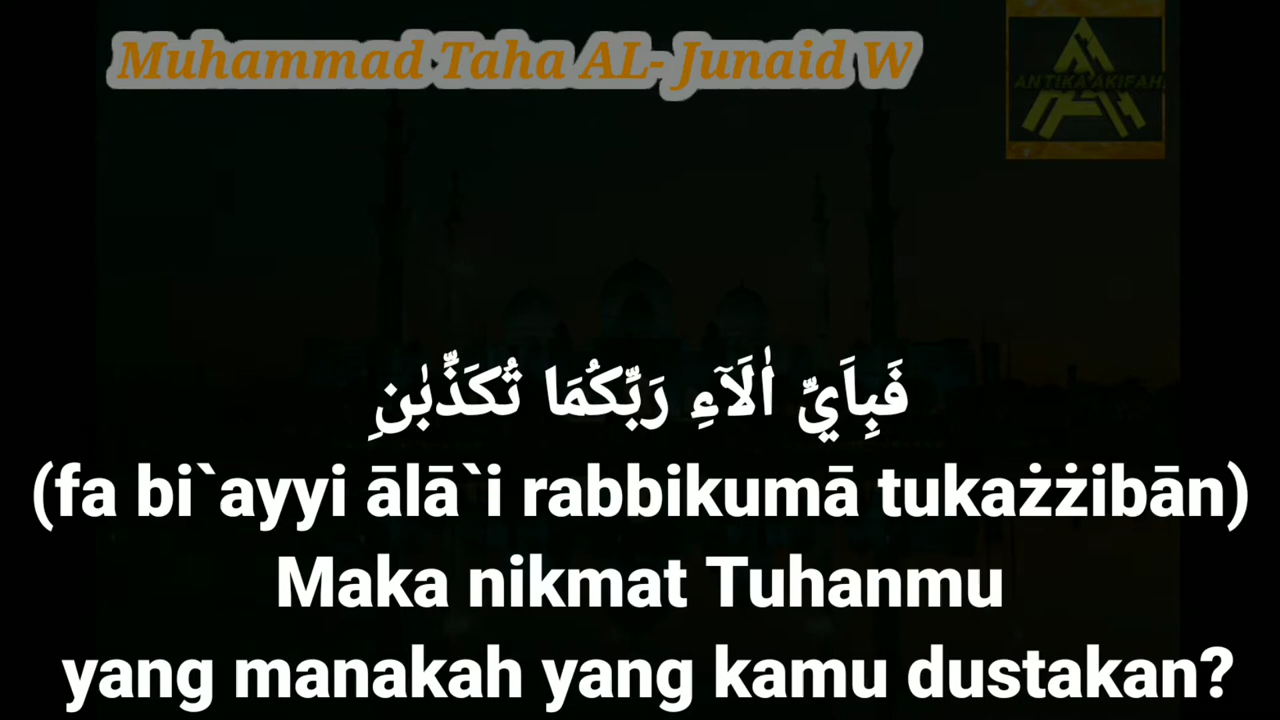 Muhammad Taha AL- Junaid W
ANTIKA AKIFAH
فَبِاَيِّ اٰلَاۤءِ رَبِّكُمَا تُكَذِّبٰنِ
(fa bi`ayyi ālā`i rabbikumā tukażżibān)
Maka nikmat Tuhanmu
yang manakah yang kamu dustakan?